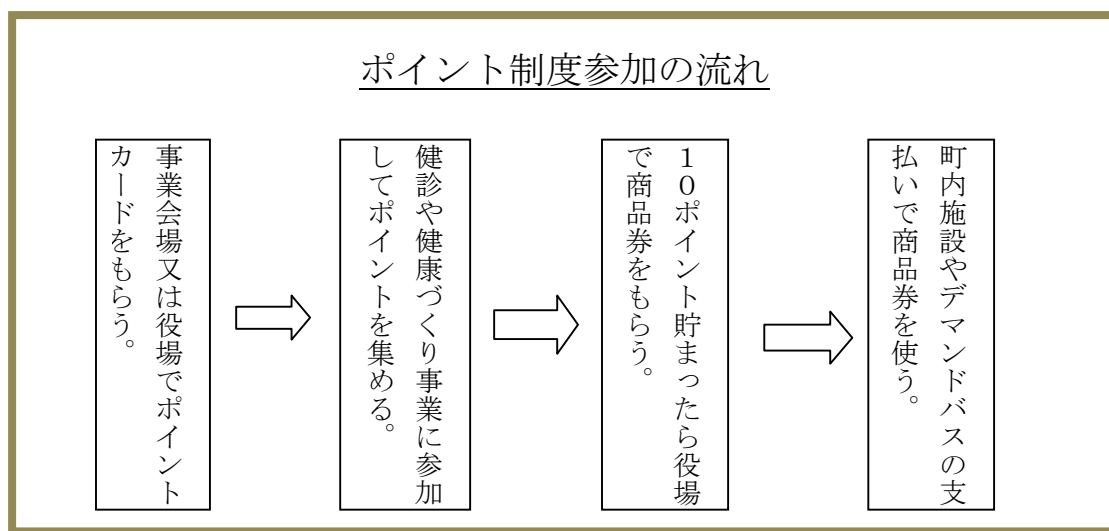 ポイント制度参加の流れ
事業会場又は役場でポイント
カードをもらう。
健診や健康づくり事業に参加
してポイントを集める。
１０ポイント貯まったら役場
で商品券をもらう。
町内施設やデマンドバスの支
払いで商品券を使う。